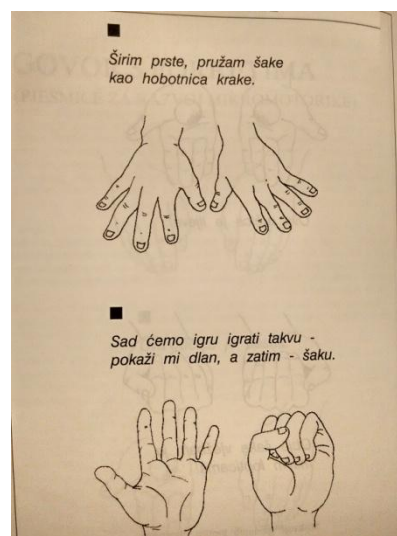 Širim prste, pružam šake
kao hobotnica krake.
Sad ćemo igru igrati takvu -
pokaži mi dlan, a zatim - šaku.